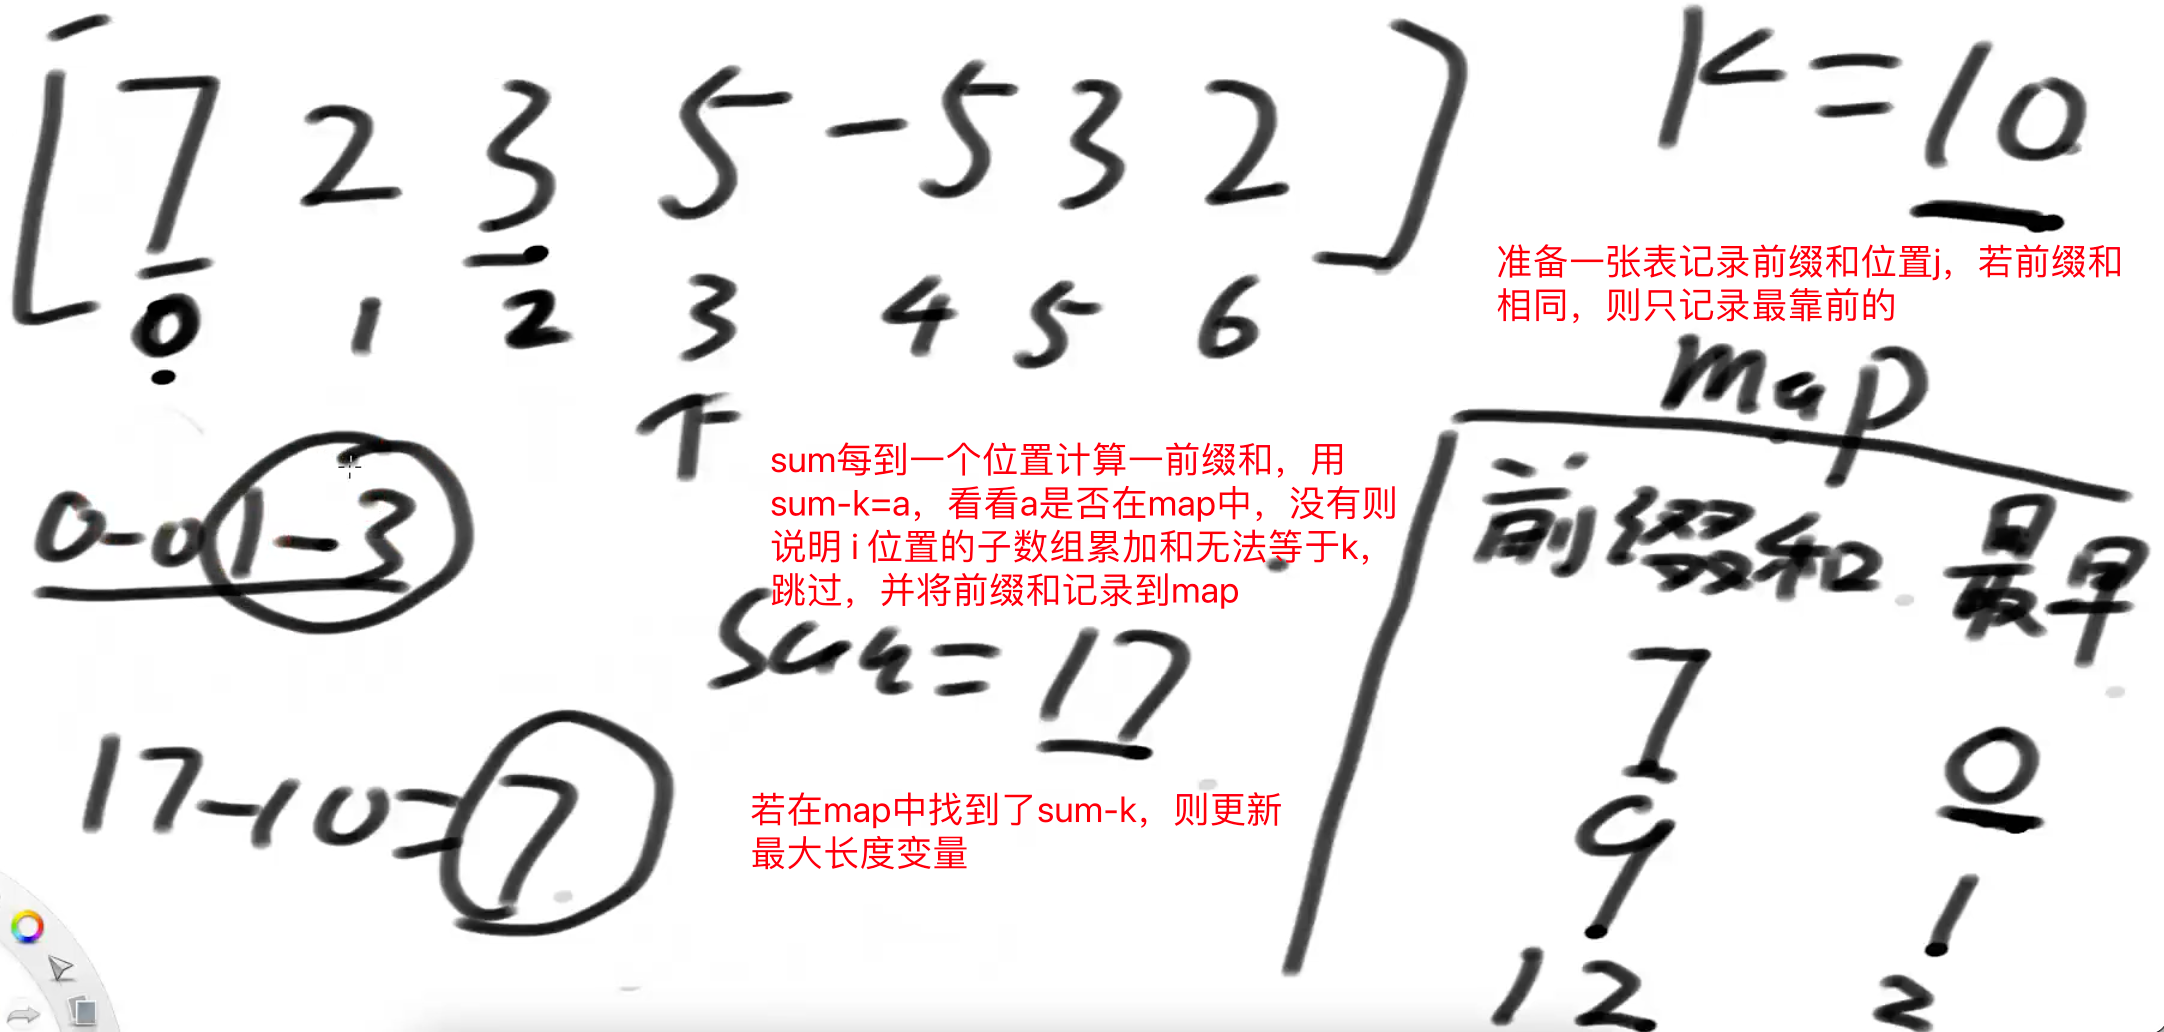 [7 2 3 5 -5 3 2] K=10
0 1 2 3 4 5 6
准备一张表记录前缀和位置j，若前缀和
相同，则只记录最靠前的
map
前缀和 最早
7 0
9 1
12 2
sum每到一个位置计算一前缀和，用
sum-k=a，看看a是否在map中，没有则
说明 i 位置的子数组累加和无法等于k，
跳过，并将前缀和记录到map
0-0 1-3
Sum=17
17-10=7
若在map中找到了sum-k，则更新
最大长度变量